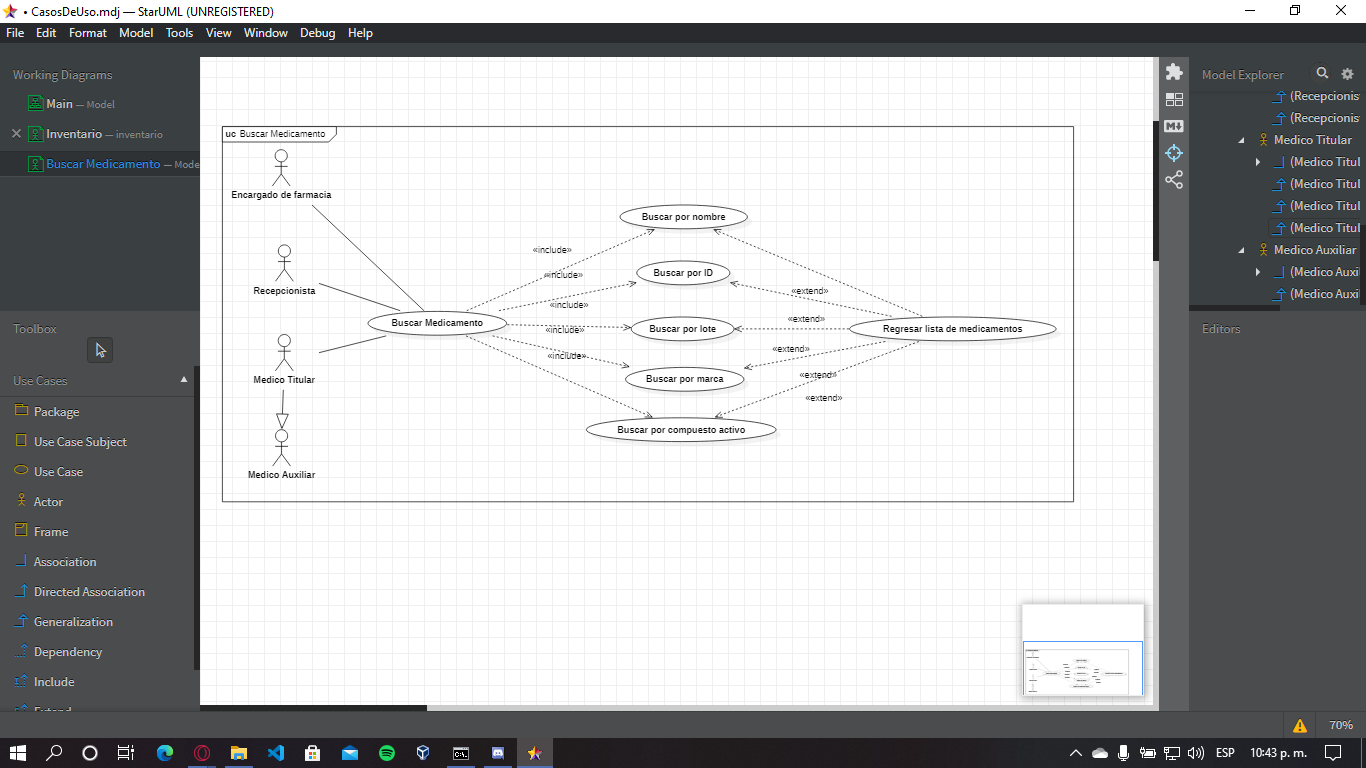 • CasosDeUso.mdj — StarUML (UNREGISTERED)
File Edit Format Model Tools View Window Debug Help
Working Diagrams
Main — Model
Inventario — inventario
Buscar Medicamento — Mode
Toolbox
Use Cases
Package
Use Case Subject
Use Case
Actor
Frame
Association
Directed Association
Generalization
Dependency
Include
Extend
uc Buscar Medicamento
Encargado de farmacia
Recepcionista
Medico Titular
Medico Auxiliar
Buscar Medicamento
«include»
«include»
«include»
«include»
«include»
Buscar por nombre
Buscar por ID
Buscar por lote
Buscar por marca
Buscar por compuesto activo
«extend»
«extend»
«extend»
«extend»
«extend»
Regresar lista de medicamentos
Model Explorer
(Recepcionis
(Recepcionis
Medico Titular
(Medico Titul
(Medico Titul
(Medico Titul
(Medico Titul
Medico Auxiliar
(Medico Auxi
(Medico Auxi
Editors
70%
ESP
10:43 p. m.